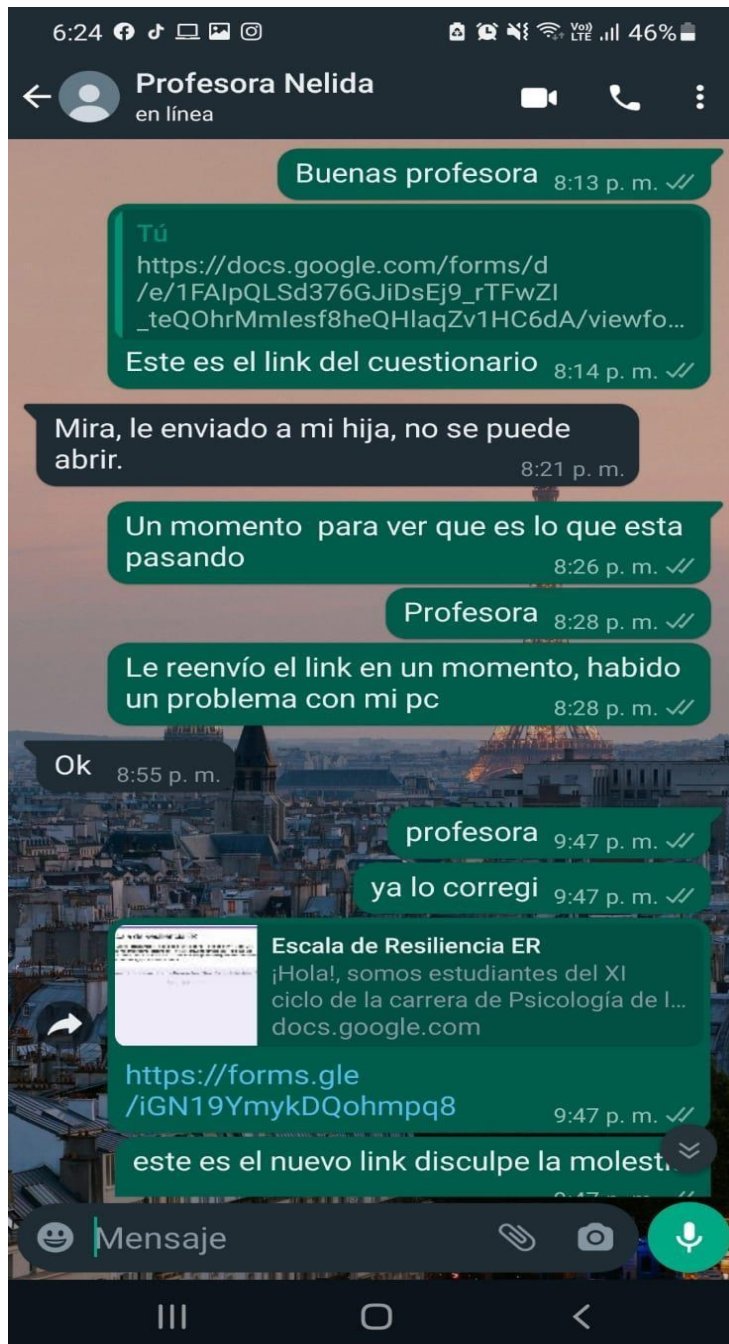 6:24
46%
Profesora Nelida
en línea
Buenas profesora 8:13 p. m.
Tú
https://docs.google.com/forms/d
/e/1FAIpQLSd376GJiDsEj9_rTFwZI
_teQOhrMmIesf8heQHIaqZv1HC6dA/viewfo...
Este es el link del cuestionario 8:14 p. m.
Mira, le enviado a mi hija, no se puede
abrir. 8:21 p. m.
Un momento para ver que es lo que esta
pasando 8:26 p. m.
Profesora 8:28 p. m.
Le reenvío el link en un momento, habido
un problema con mi pc 8:28 p. m.
Ok 8:55 p. m.
profesora 9:47 p. m.
ya lo corregi 9:47 p. m.
Escala de Resiliencia ER
¡Hola!, somos estudiantes del XI
ciclo de la carrera de Psicología de l...
docs.google.com
https://forms.gle
/iGN19YmykDQohmpq8 9:47 p. m.
este es el nuevo link disculpe la
Mensaje